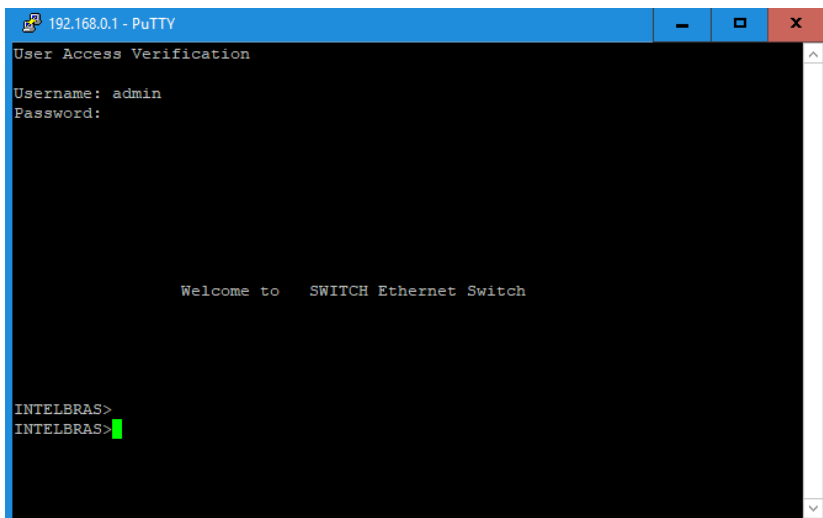 192.168.0.1 - PuTTY
User Access Verification
Username: admin
Password:
Welcome to   SWITCH Ethernet Switch
INTELBRAS>
INTELBRAS>